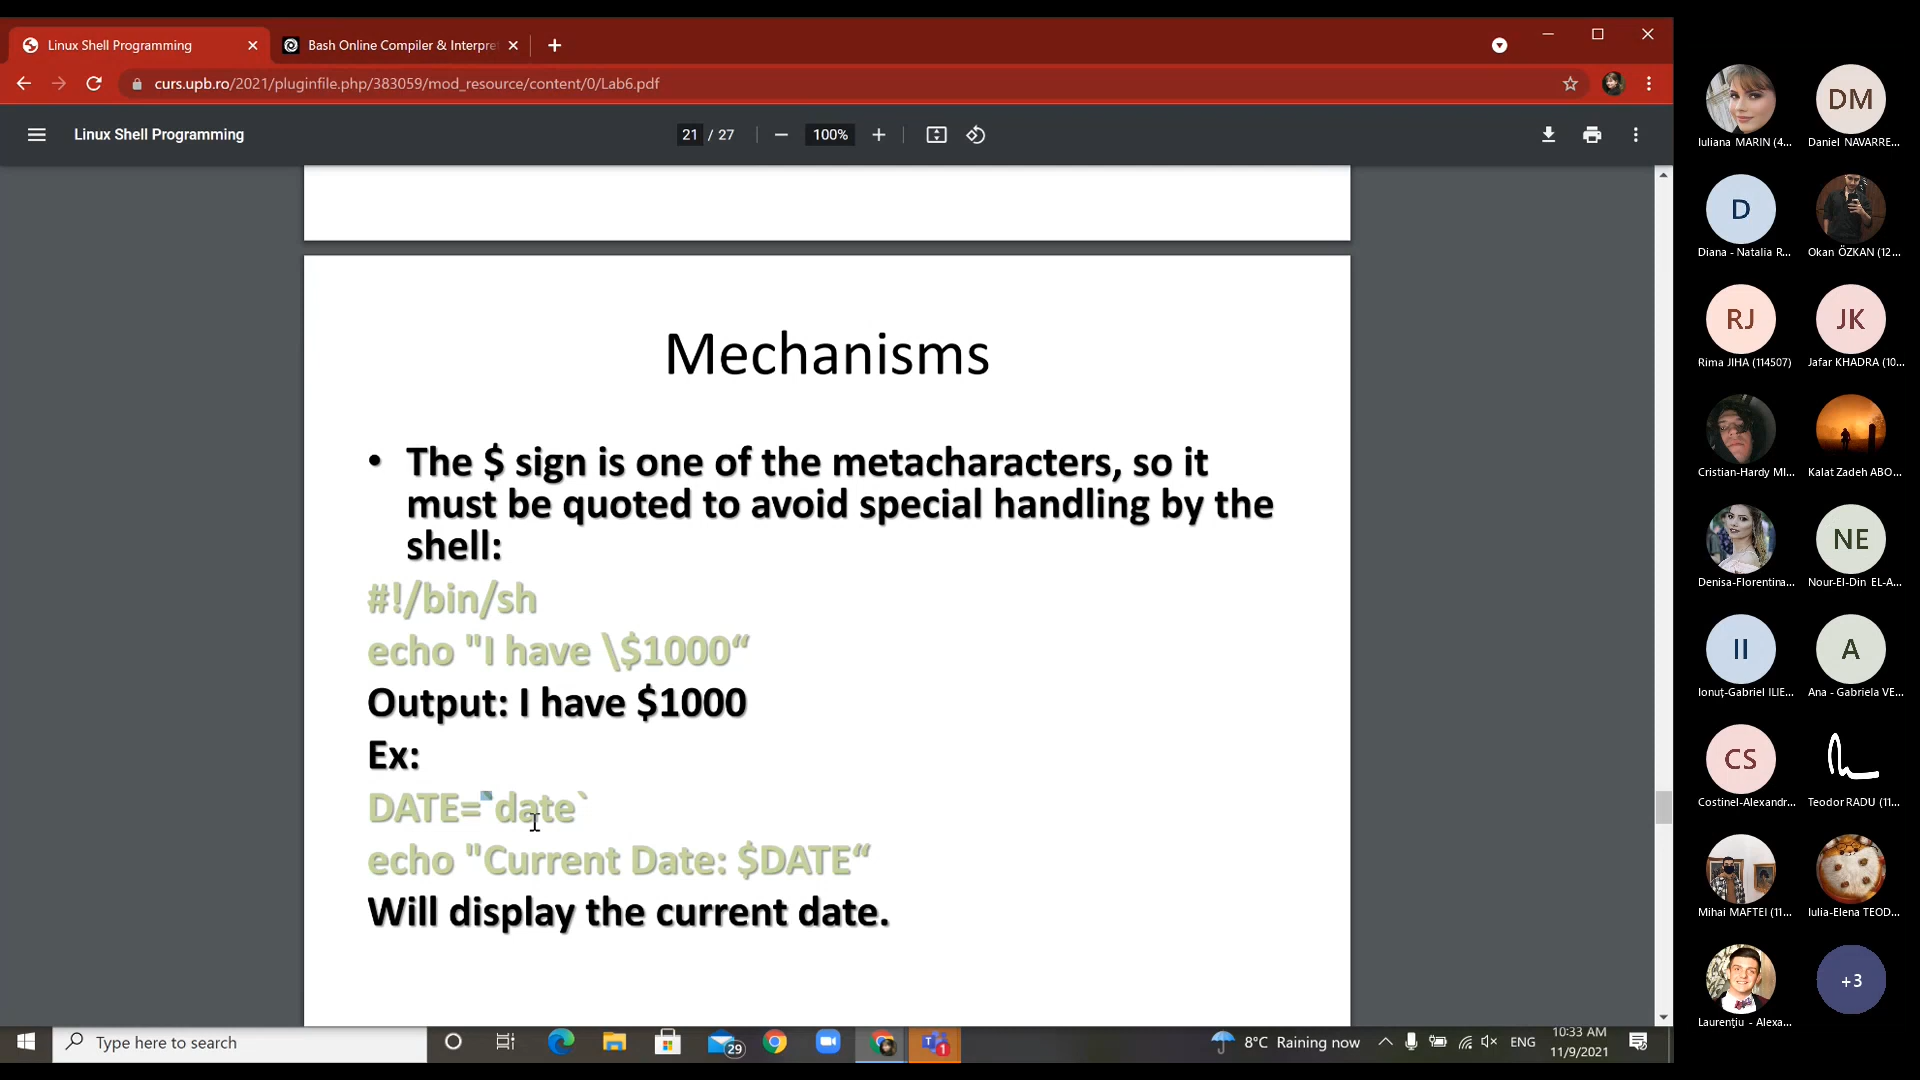 Linux Shell Programming
Bash Online Compiler & Interpre
curs.upb.ro/2021/pluginfile.php/383059/mod_resource/content/0/Lab6.pdf
Linux Shell Programming
21 / 27
100%
Mechanisms
• The $ sign is one of the metacharacters, so it
must be quoted to avoid special handling by the
shell:
#!/bin/sh
echo "I have \$1000“
Output: I have $1000
Ex:
DATE=`date`
echo "Current Date: $DATE“
Will display the current date.
Iuliana MARIN (4...
DM
Daniel NAVARRE...
D
Diana - Natalia R...
Okan ÖZKAN (12...
RJ
Rima JIHA (114507)
JK
Jafar KHADRA (10...
Cristian-Hardy MI...
Kalat Zadeh ABO...
Denisa-Florentina...
NE
Nour-El-Din EL-A...
II
Ionuț-Gabriel ILIE...
A
Ana - Gabriela VE...
CS
Costinel-Alexandr...
Teodor RADU (11...
Mihai MAFTEI (11...
Iulia-Elena TEOD...
Laurențiu - Alexa...
+3
Type here to search
29
1
8°C Raining now
ENG
10:33 AM
11/9/2021